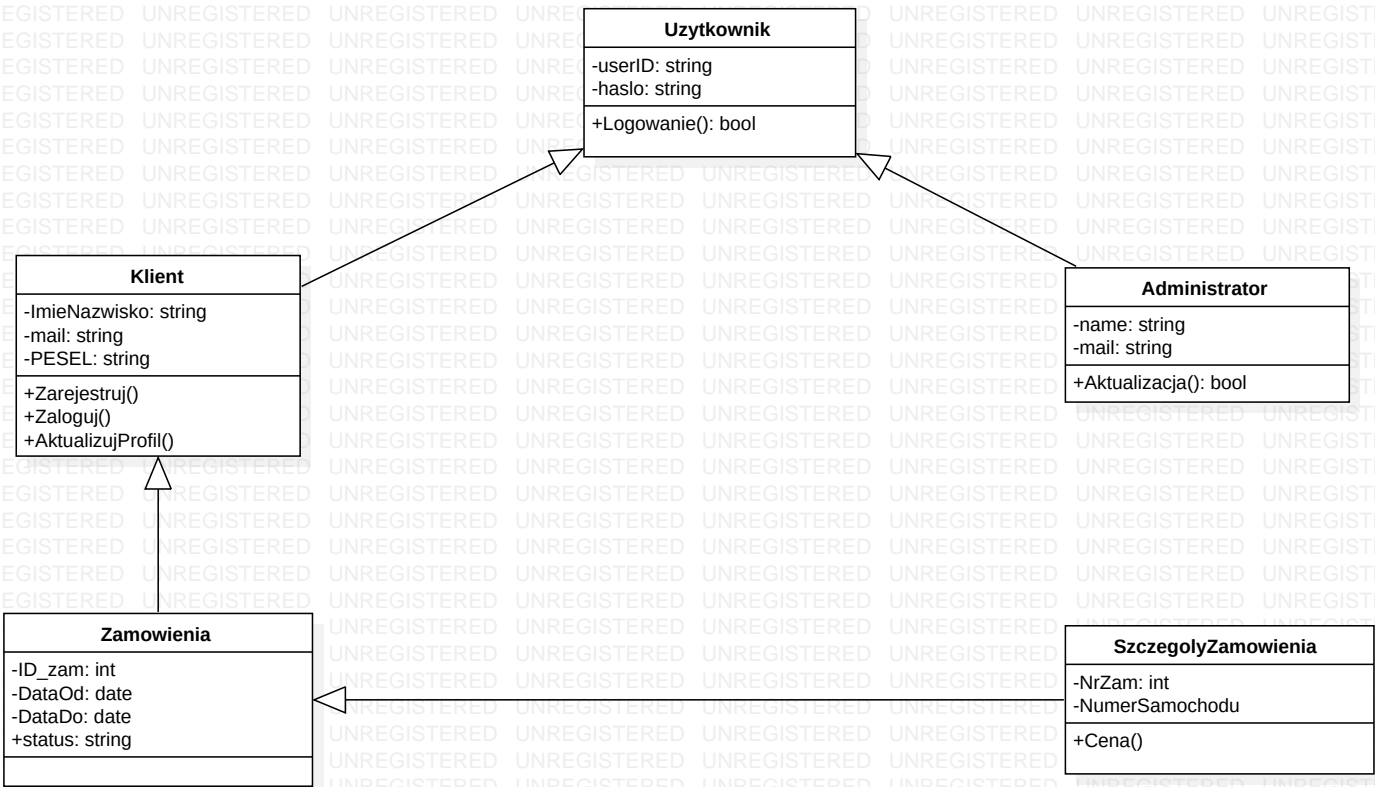 Uzytkownik
-userID: string
-haslo: string
+Logowanie(): bool
Klient
-ImieNazwisko: string
-mail: string
-PESEL: string
+Zarejestruj()
+Zaloguj()
+AktualizujProfil()
Administrator
-name: string
-mail: string
+Aktualizacja(): bool
Zamowienia
-ID_zam: int
-DataOd: date
-DataDo: date
+status: string
SzczegolyZamowienia
-NrZam: int
-NumerSamochodu
+Cena()
UNREGISTERED